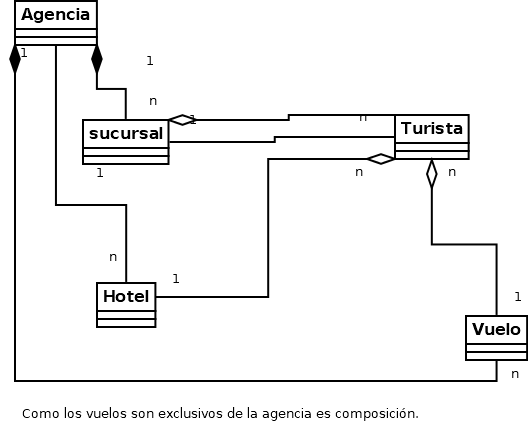 Agencia
1
1
n
sucursal
1
n
Turista
1
n
n
n
1
Hotel
1
Vuelo
n
Como los vuelos son exclusivos de la agencia es composición.